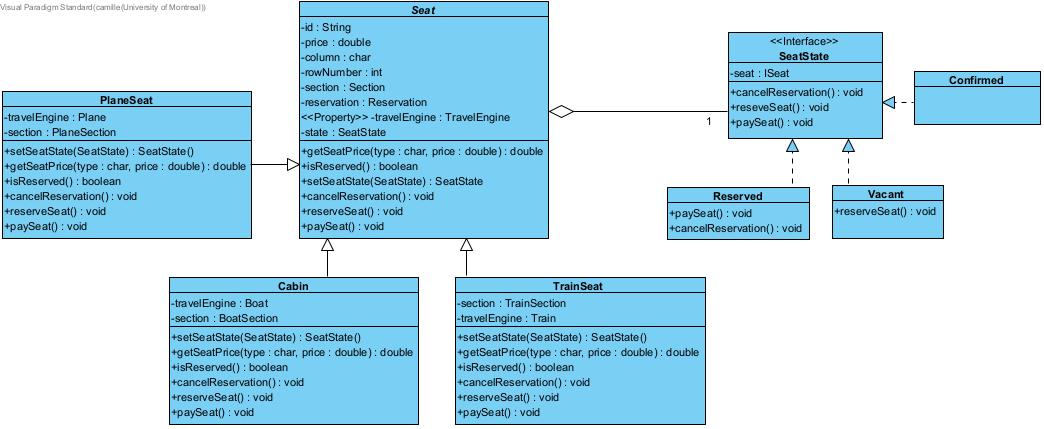 Visual Paradigm Standard(camille(University of Montreal))
Seat
-id : String
-price : double
-column : char
-rowNumber : int
-section : Section
-reservation : Reservation
<<Property>> -travelEngine : TravelEngine
-state : SeatState
+getSeatPrice(type : char, price : double) : double
+isReserved() : boolean
+setSeatState(SeatState) : SeatState
+cancelReservation() : void
+reserveSeat() : void
+paySeat() : void
<<Interface>>
SeatState
-seat : ISeat
+cancelReservation() : void
+reseveSeat() : void
+paySeat() : void
1
Confirmed
PlaneSeat
-travelEngine : Plane
-section : PlaneSection
+setSeatState(SeatState) : SeatState()
+getSeatPrice(type : char, price : double) : double
+isReserved() : boolean
+cancelReservation() : void
+reserveSeat() : void
+paySeat() : void
Reserved
+paySeat() : void
+cancelReservation() : void
Vacant
+reserveSeat() : void
Cabin
-travelEngine : Boat
-section : BoatSection
+setSeatState(SeatState) : SeatState()
+getSeatPrice(type : char, price : double) : double
+isReserved() : boolean
+cancelReservation() : void
+reserveSeat() : void
+paySeat() : void
TrainSeat
-section : TrainSection
-travelEngine : Train
+setSeatState(SeatState) : SeatState()
+getSeatPrice(type : char, price : double) : double
+isReserved() : boolean
+cancelReservation() : void
+reserveSeat() : void
+paySeat() : void